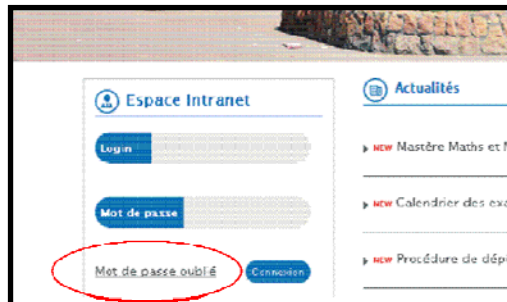 Espace Intranet
Login
Mot de passe
Mot de passe oublié
Connexion
Actualités
NEW Mastère Maths et
NEW Calendrier des exa
NEW Procédure de dép